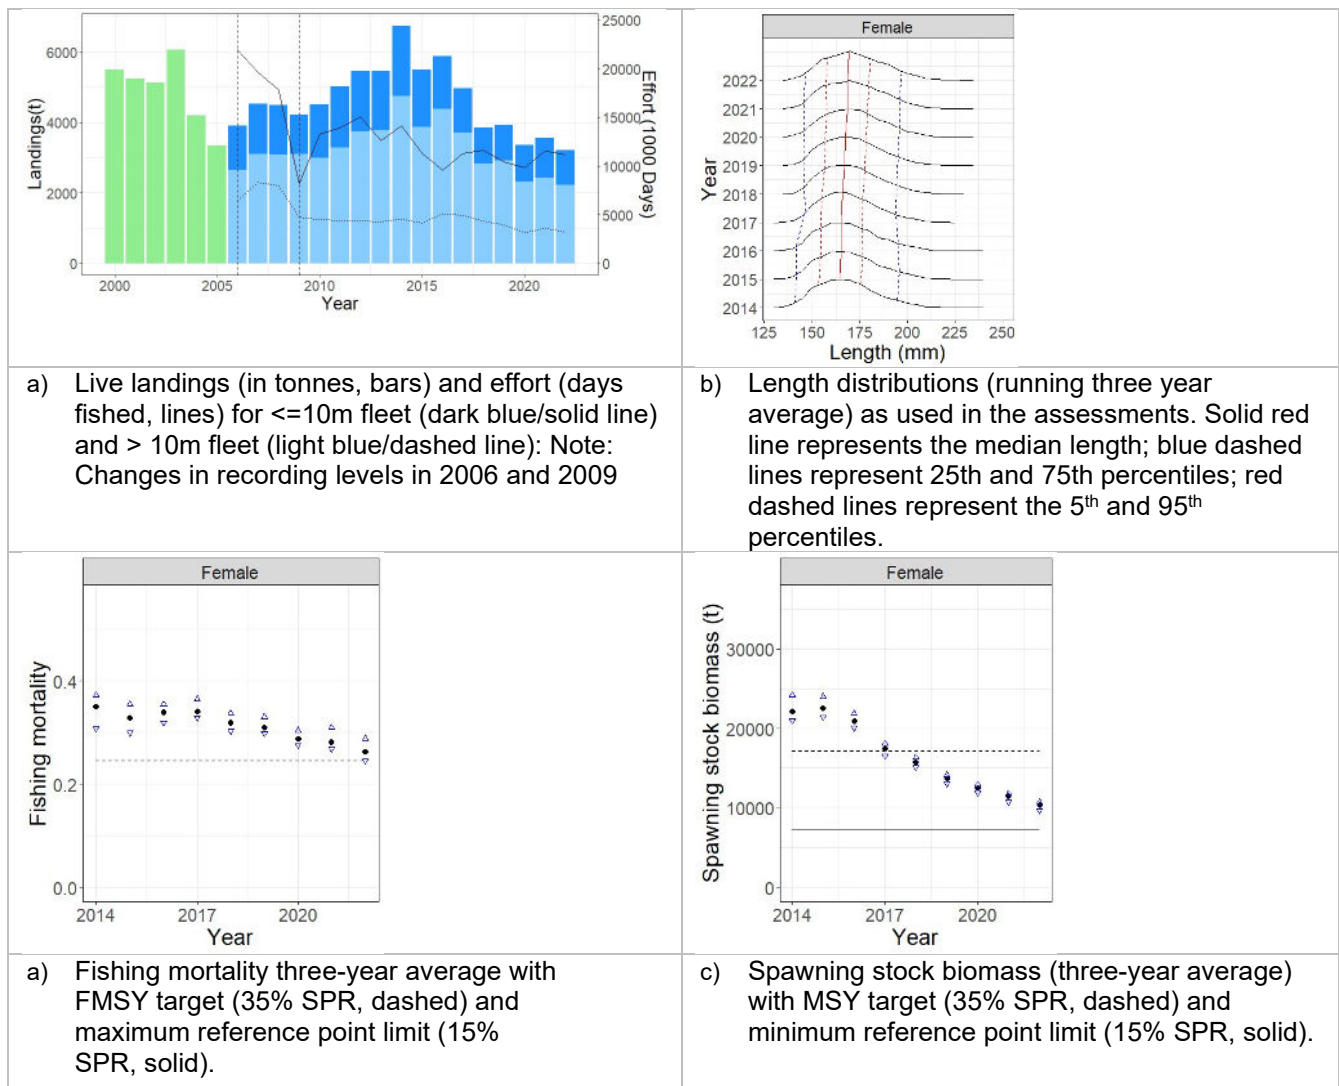 6000
4000
2000
0
Landings(t)
25000
20000
15000
10000
5000
0
Effort (1000 Days)
2000 2005 2010 2015 2020
Year
Female
2022
2021
2020
2019
2018
2017
2016
2015
2014
Year
125 150 175 200 225 250
Length (mm)
a) Live landings (in tonnes, bars) and effort (days
fished, lines) for <=10m fleet (dark blue/solid line)
and > 10m fleet (light blue/dashed line): Note:
Changes in recording levels in 2006 and 2009
b) Length distributions (running three year
average) as used in the assessments. Solid red
line represents the median length; blue dashed
lines represent 25th and 75th percentiles; red
dashed lines represent the 5th and 95th
percentiles.
Female
0.4
0.2
0.0
Fishing mortality
2014 2017 2020
Year
Female
30000
20000
10000
0
Spawning stock biomass (t)
2014 2017 2020
Year
a) Fishing mortality three-year average with
FMSY target (35% SPR, dashed) and
maximum reference point limit (15%
SPR, solid).
c) Spawning stock biomass (three-year average)
with MSY target (35% SPR, dashed) and
minimum reference point limit (15% SPR, solid).